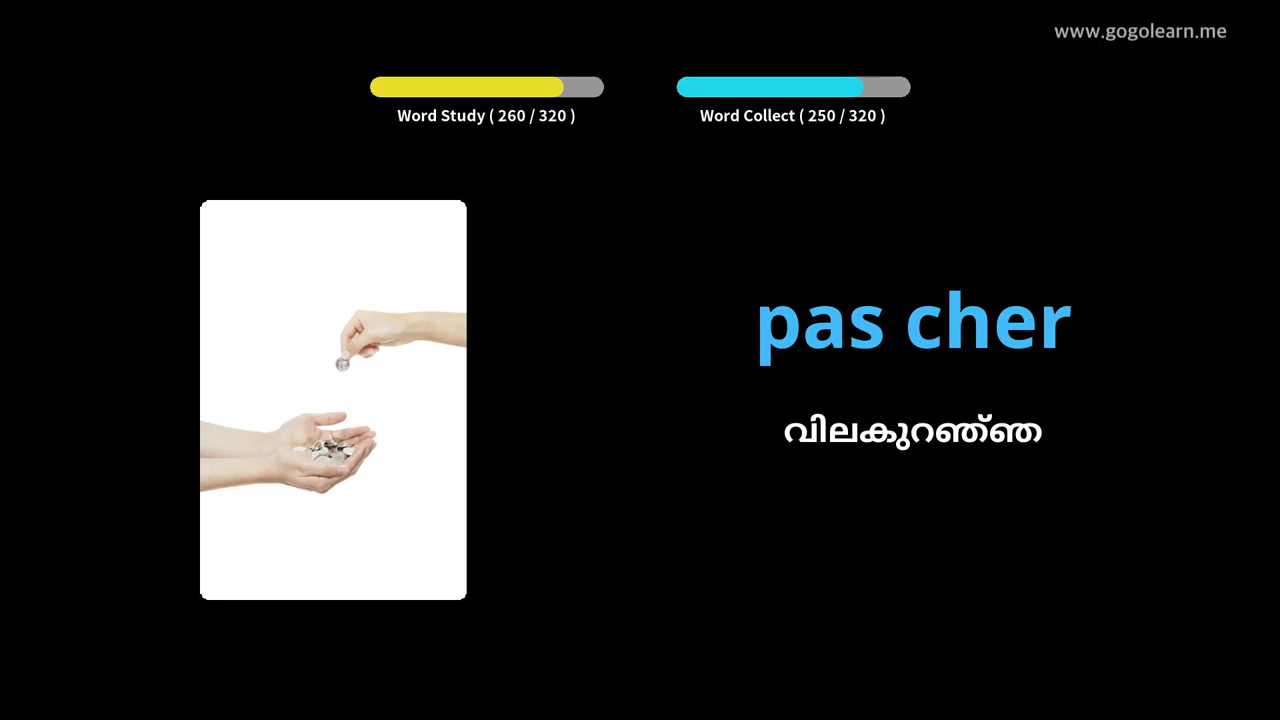 www.gogolearn.me
Word Study ( 260 / 320 )
Word Collect ( 250 / 320 )
pas cher
വിലകുറഞ്ഞ